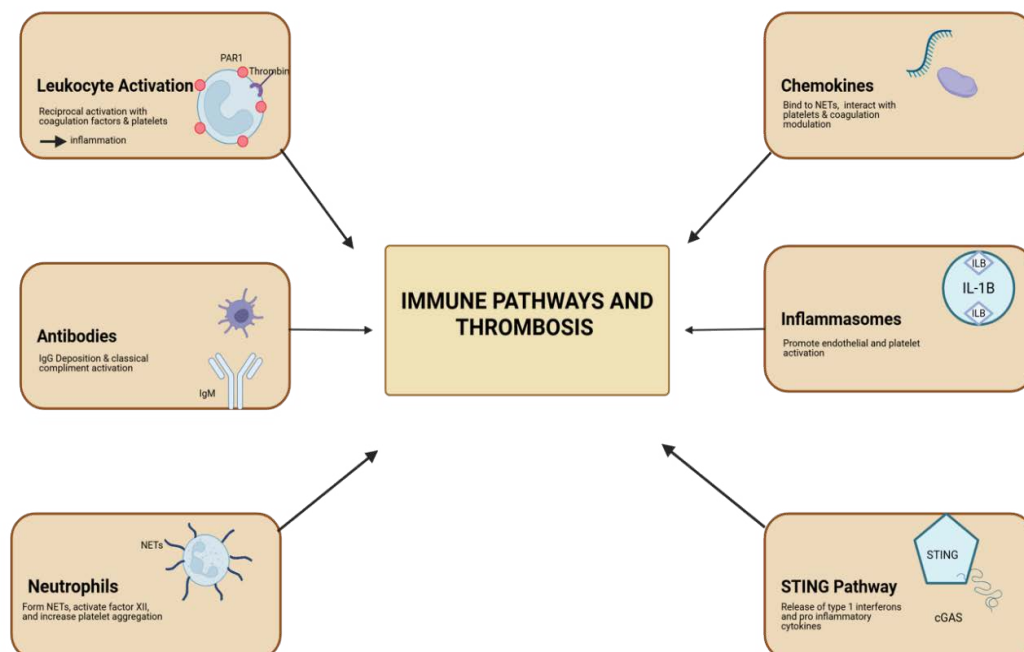 PAR1
Thrombin
Leukocyte Activation
Reciprocal activation with
coagulation factors & platelets
inflammation
Chemokines
Bind to NETs, interact with
platelets & coagulation
modulation
IMMUNE PATHWAYS AND
THROMBOSIS
Antibodies
IgG Deposition & classical
compliment activation
IgM
ILB
IL-1B
ILB
Inflammasomes
Promote endothelial and platelet
activation
NETs
Neutrophils
Form NETs, activate factor XII,
and increase platelet aggregation
STING
STING Pathway
Release of type 1 interferons
and pro inflammatory
cytokines
cGAS